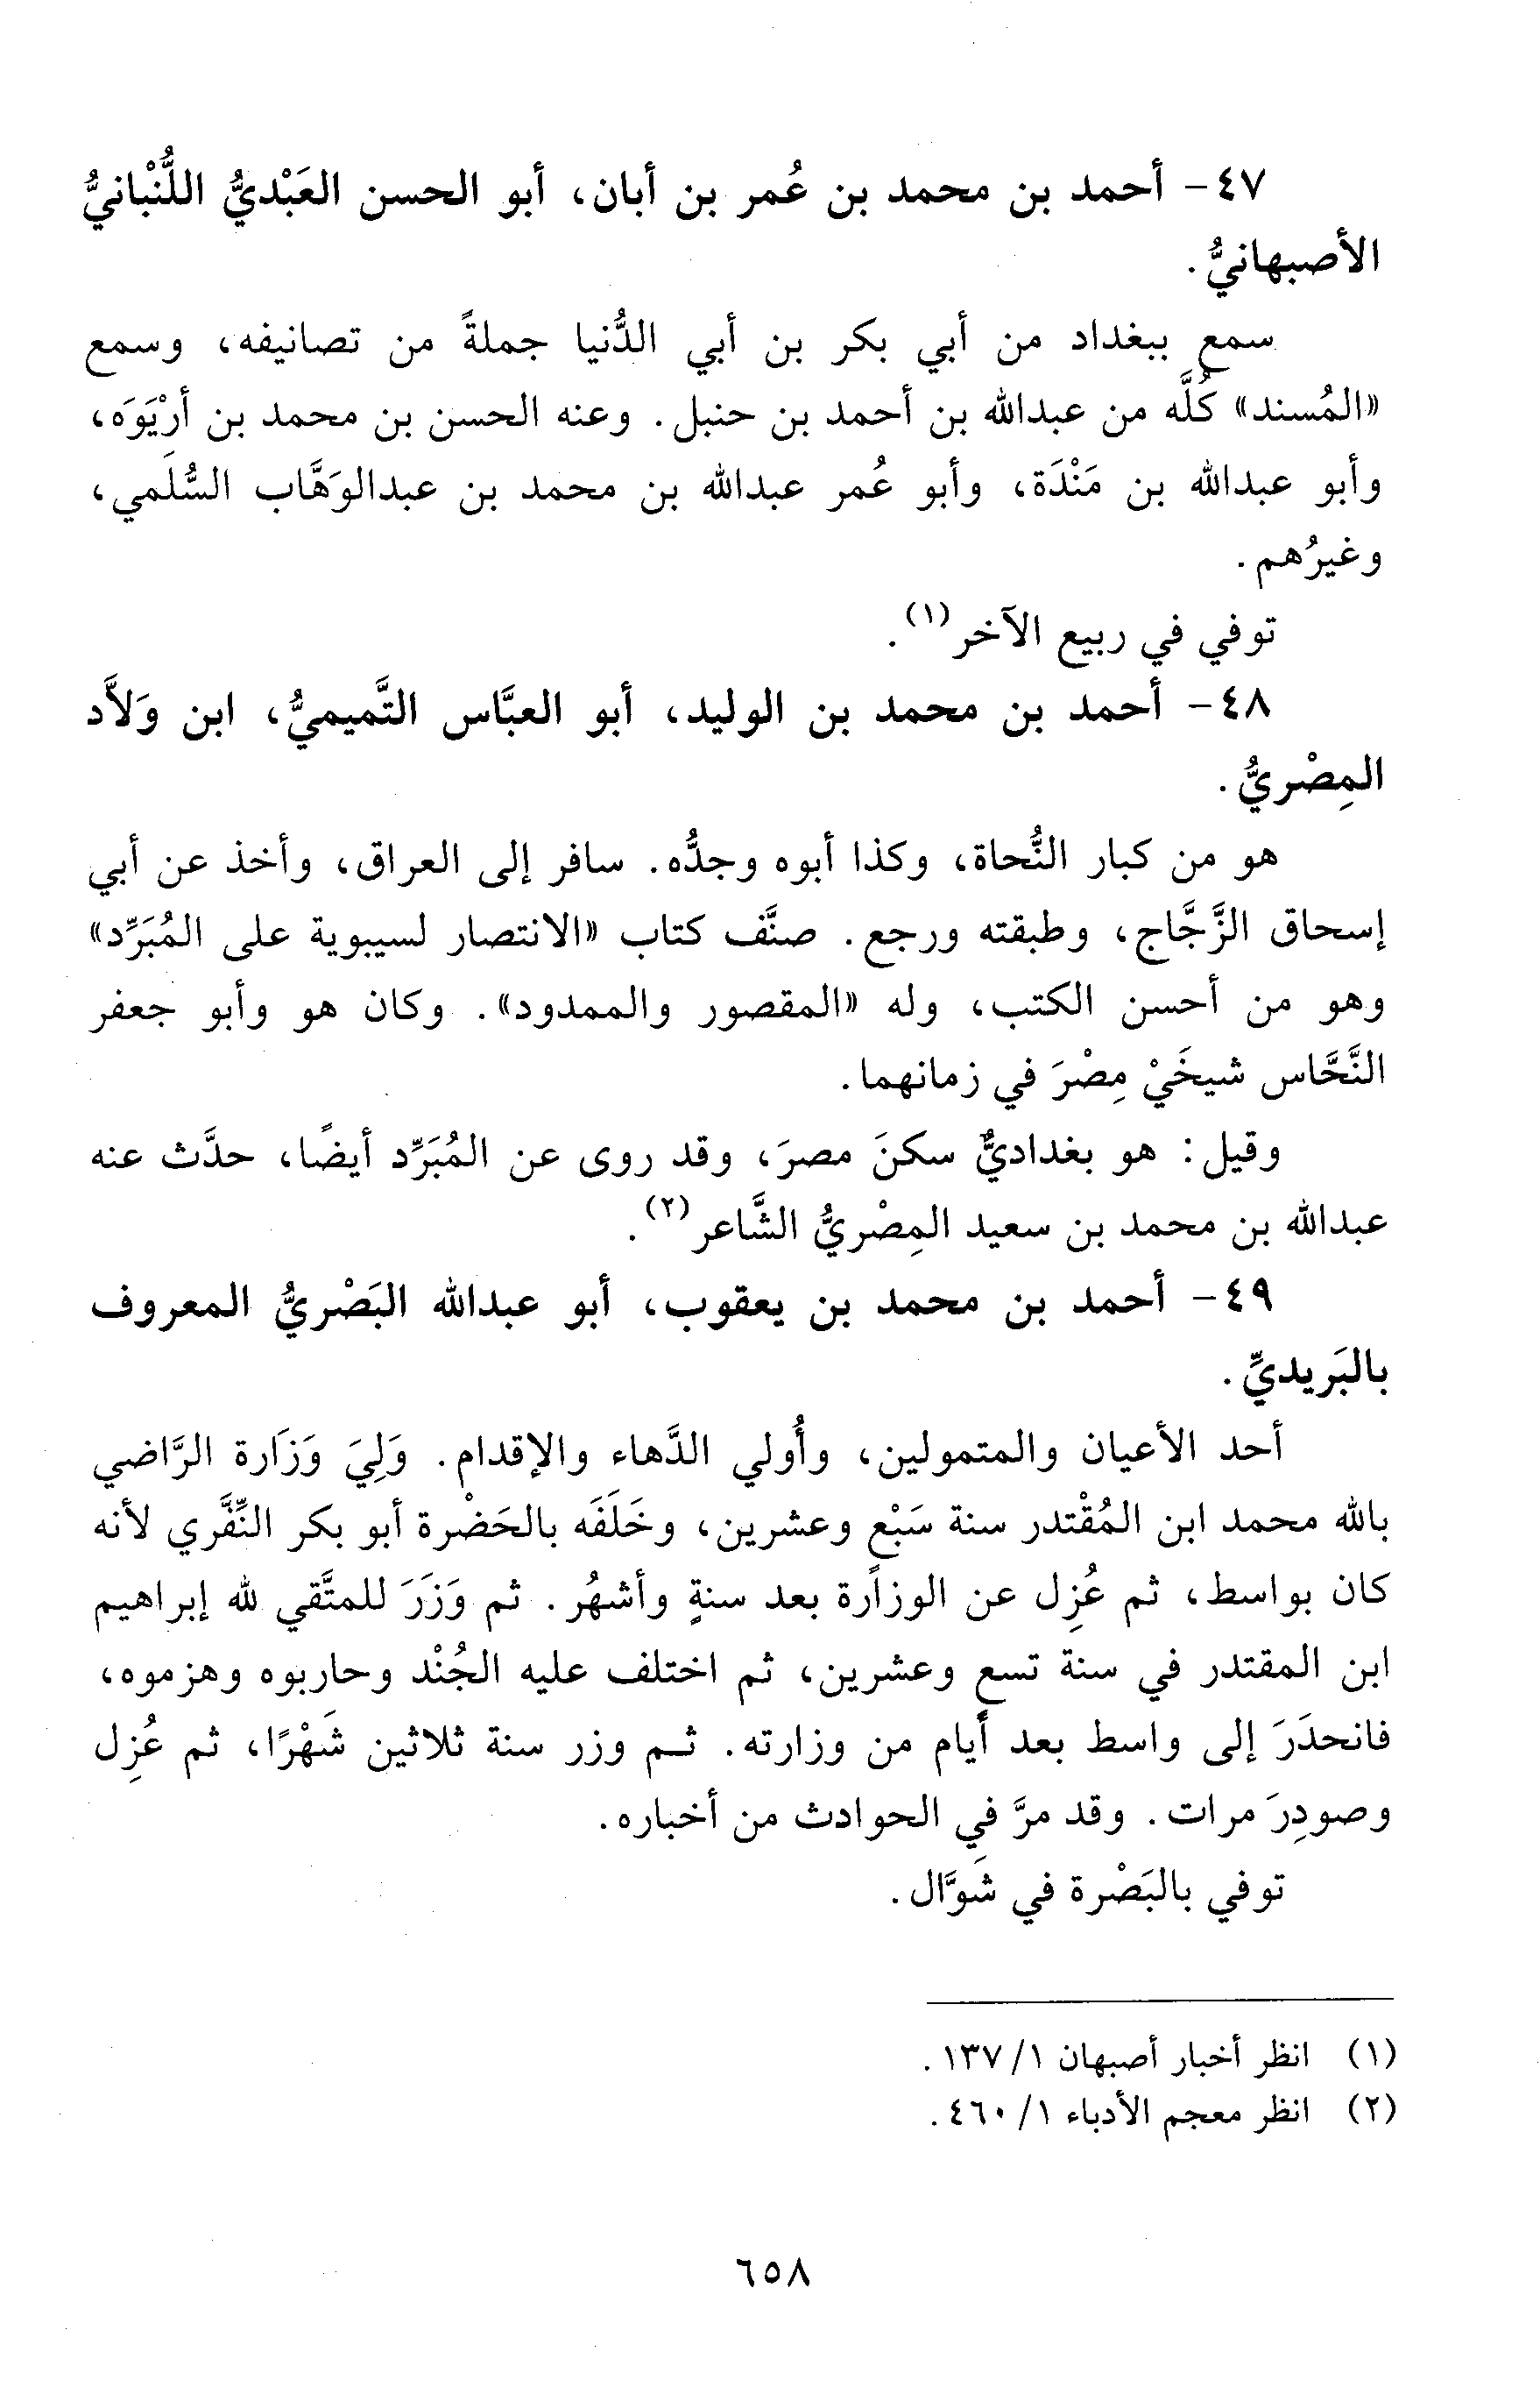 ٤٧- أحمد بن محمد بن عُمر بن أبان، أبو الحسن العَبْديُّ اللُّنْبانيُّ
الأصبهانيُّ.
سمع ببغداد من أبي بكر بن أبي الدُّنيا جملةً من تصانيفه، وسمع
«المُسند» كُلَّه من عبدالله بن أحمد بن حنبل. وعنه الحسن بن محمد بن أرْيَوَه،
وأبو عبدالله بن مَنْدَة، وأبو عُمر عبدالله بن محمد بن عبدالوَهَّاب السُّلَمي،
وغيرُهم.
توفي في ربيع الآخر(١).
٤٨- أحمد بن محمد بن الوليد، أبو العبَّاس التَّميميُّ، ابن وَلاَّد
المِصْريُّ.
هو من كبار النُّحاة، وكذا أبوه وجدُّه. سافر إلى العراق، وأخذ عن أبي
إسحاق الزَّجَّاج، وطبقته ورجع. صنَّف كتاب «الانتصار لسيبوية على المُبَرِّد»
وهو من أحسن الكتب، وله «المقصور والممدود». وكان هو وأبو جعفر
النَّحَّاس شيخَيْ مِصْرَ في زمانهما.
وقيل: هو بغداديٌّ سكنَ مصرَ، وقد روى عن المُبَرِّد أيضًا، حدَّث عنه
عبدالله بن محمد بن سعيد المِصْريُّ الشَّاعر(٢).
٤٩- أحمد بن محمد بن يعقوب، أبو عبدالله البَصْريُّ المعروف
بالبَريديِّ.
أحد الأعيان والمتمولين، وأُولي الدَّهاء والإقدام. وَلِيَ وَزَارة الرَّاضي
بالله محمد ابن المُقْتدر سنة سَبْع وعشرين، وخَلَفَه بالحَضْرة أبو بكر النِّفَّري لأنه
كان بواسط، ثم عُزِل عن الوزارة بعد سنةٍ وأشهُر. ثم وَزَرَ للمتَّقي لله إبراهيم
ابن المقتدر في سنة تسع وعشرين، ثم اختلف عليه الجُنْد وحاربوه وهزموه،
فانحدَرَ إلى واسط بعد أيام من وزارته. ثم وزر سنة ثلاثين شَهْرًا، ثم عُزِل
وصودِرَ مرات. وقد مرَّ في الحوادث من أخباره.
توفي بالبَصْرة في شَوَّال.
(١) انظر أخبار أصبهان ١/ ١٣٧.
(٢) انظر معجم الأدباء ١/ ٤٦٠.
٦٥٨